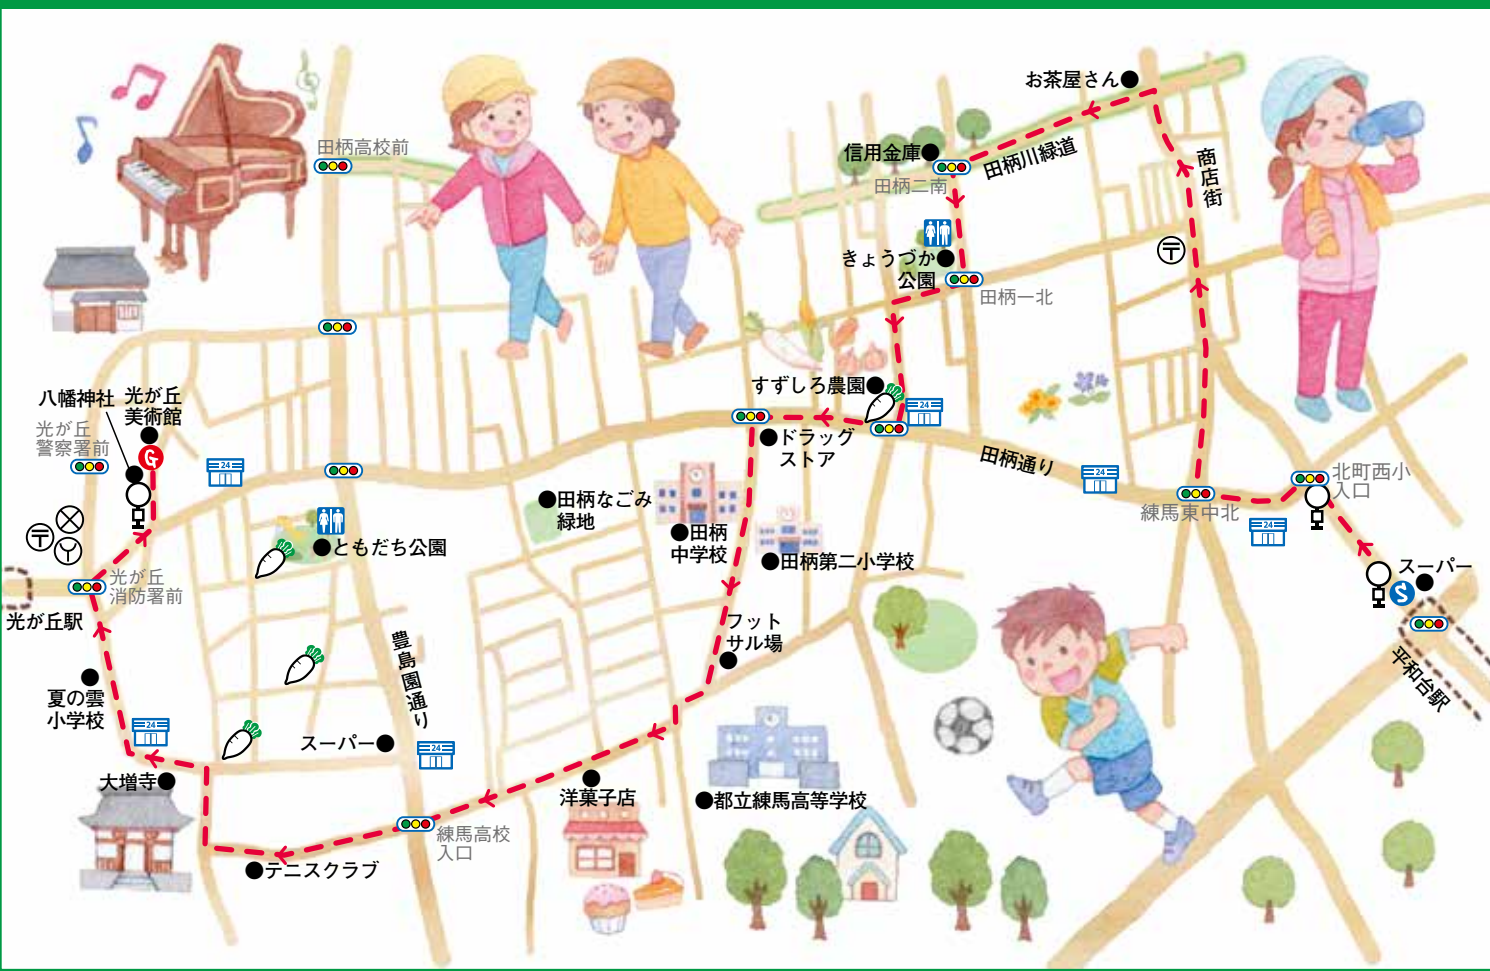 お茶屋さん
田柄高校前
信用金庫
田柄二南
田柄川緑道
商店街
きょうづか
公園
田柄一北
すずしろ農園
24
ドラッグ
ストア
田柄通り
24
練馬東中北
24
北町西小
入口
スーパー
S
平和台駅
八幡神社
光が丘
美術館
光が丘
警察署前
G
24
田柄なごみ
緑地
田柄
中学校
田柄第二小学校
ともだち公園
光が丘
消防署前
光が丘駅
豊島園通り
フット
サル場
夏の雲
小学校
24
スーパー
24
大増寺
洋菓子店
都立練馬高等学校
練馬高校
入口
テニスクラブ